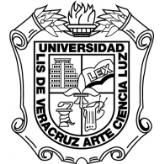 UNIVERSIDAD
LEX
LIS DE VERACRUZ ARTE CIENCIA LUZ